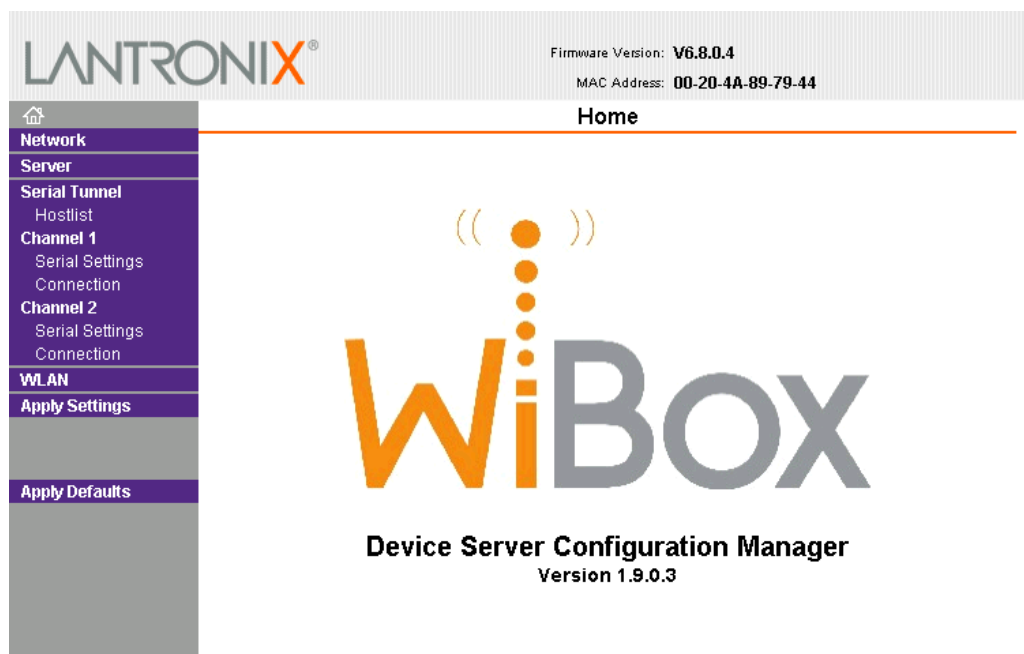 LANTRONIX®
Firmware Version: V6.8.0.4
MAC Address: 00-20-4A-89-79-44
Home
Network
Server
Serial Tunnel
Hostlist
Channel 1
Serial Settings
Connection
Channel 2
Serial Settings
Connection
WLAN
Apply Settings
Apply Defaults
WiBox
Device Server Configuration Manager
Version 1.9.0.3